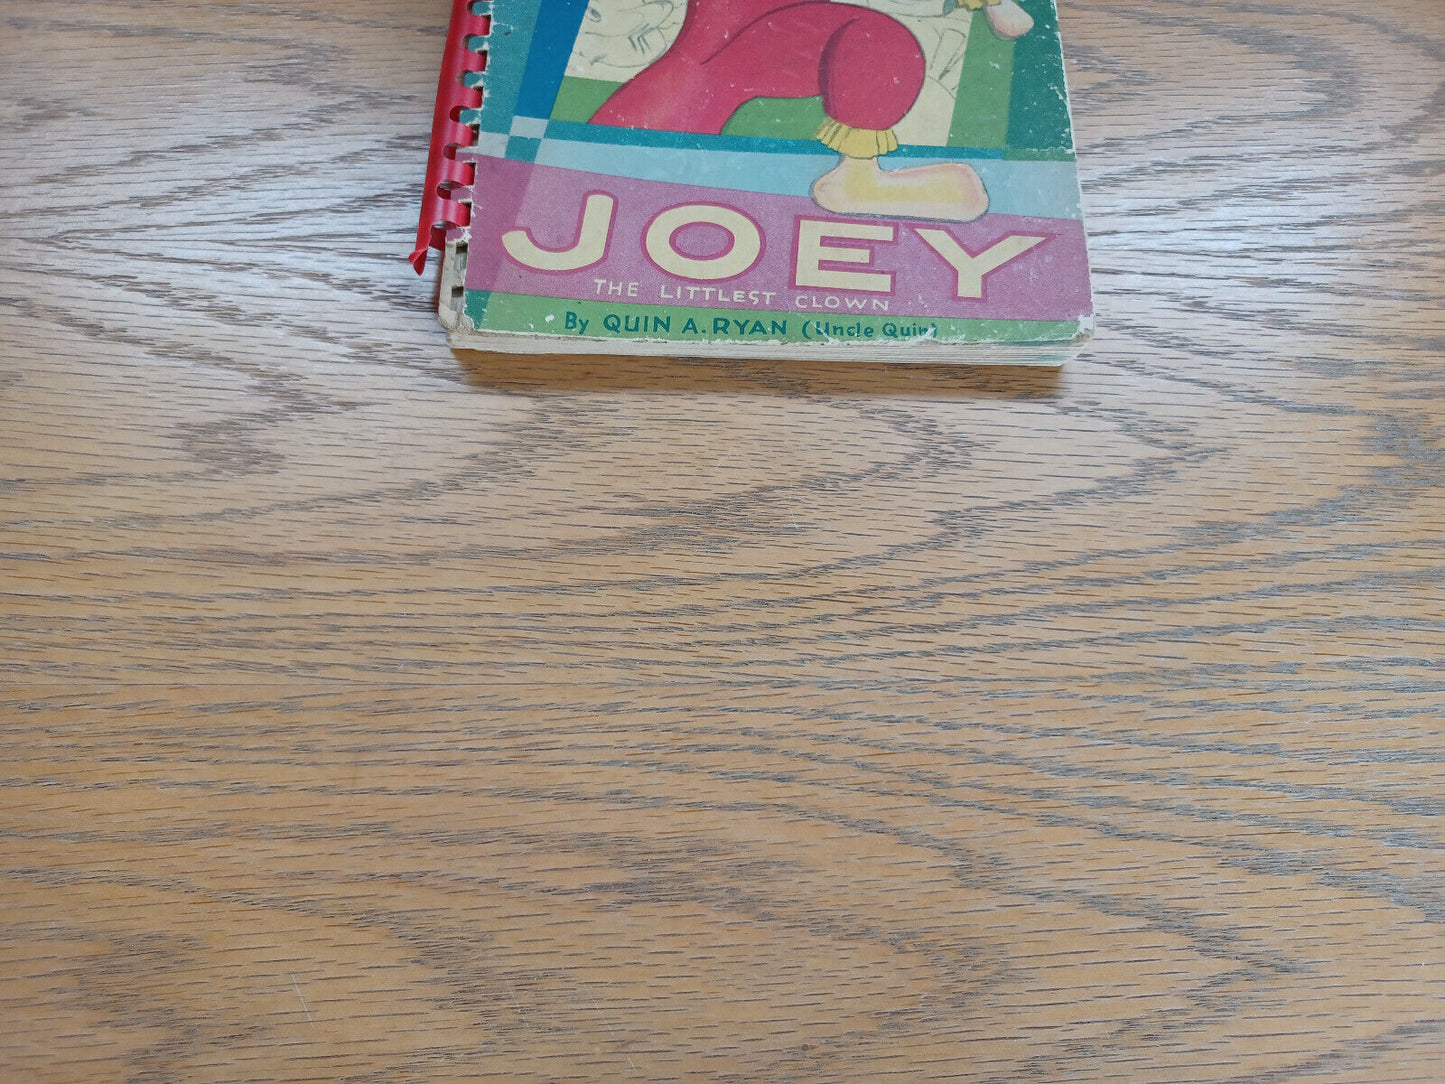 JOEY
THE LITTLEST CLOWN
By QUIN A. RYAN (Uncle Quin)